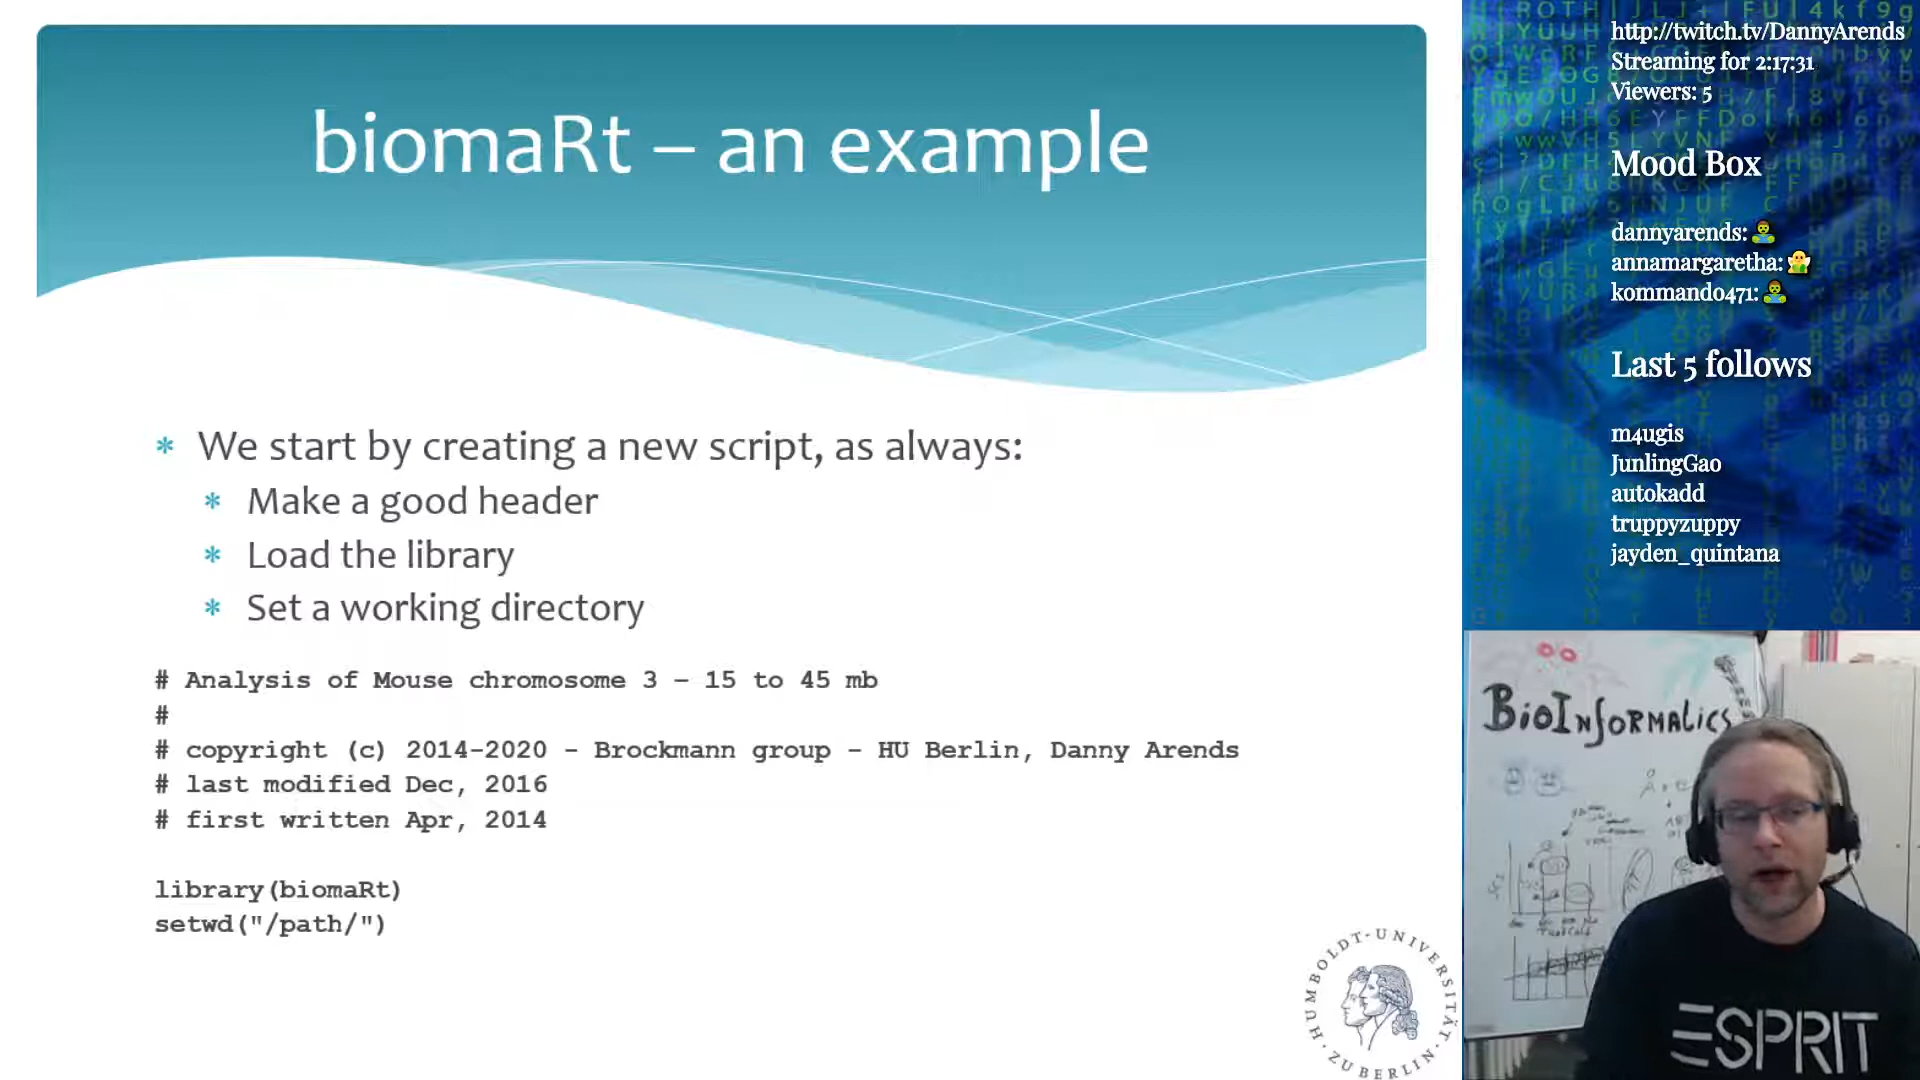 biomaRt – an example
* We start by creating a new script, as always:
* Make a good header
* Load the library
* Set a working directory
# Analysis of Mouse chromosome 3 – 15 to 45 mb
#
# copyright (c) 2014-2020 - Brockmann group - HU Berlin, Danny Arends
# last modified Dec, 2016
# first written Apr, 2014
library(biomaRt)
setwd("/path/")
HUMBOLDT-UNIVERSITÄT · ZU BERLIN ·
http://twitch.tv/DannyArends
Streaming for 2:17:31
Viewers: 5
Mood Box
dannyarends:
annamargaretha:
kommando471:
Last 5 follows
m4ugis
JunlingGao
autokadd
truppyzuppy
jayden_quintana
BioInformatics
ESPRIT